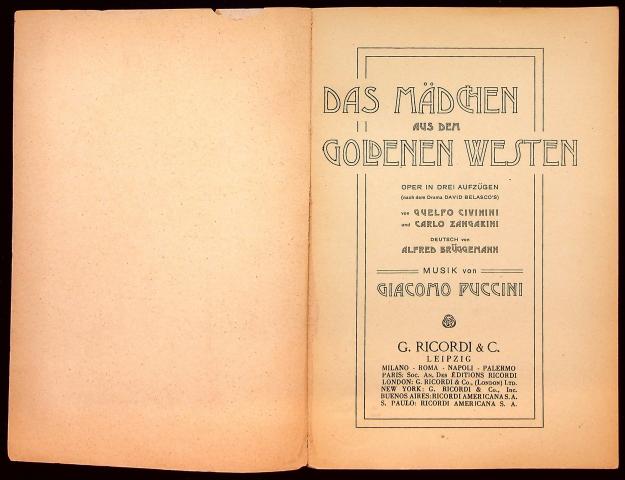 DAS MÄDCHEN
AUS DEM
GOLDENEN WESTEN
OPER IN DREI AUFZÜGEN
(nach dem Drama DAVID BELASCO'S)
von GUELFO CIVININI
und CARLO ZANGARINI
DEUTSCH von
ALFRED BRÜGGEMANN
MUSIK von
GIACOMO PUCCINI
G. RICORDI & C.
LEIPZIG
MILANO - ROMA - NAPOLI - PALERMO
PARIS: Soc. An. Des ÉDITIONS RICORDI
LONDON: G. RICORDI & Co., (LONDON) LTD.
NEW YORK: G. RICORDI & Co., Inc.
BUENOS AIRES: RICORDI AMERICANA S. A.
S. PAULO: RICORDI AMERICANA S. A.